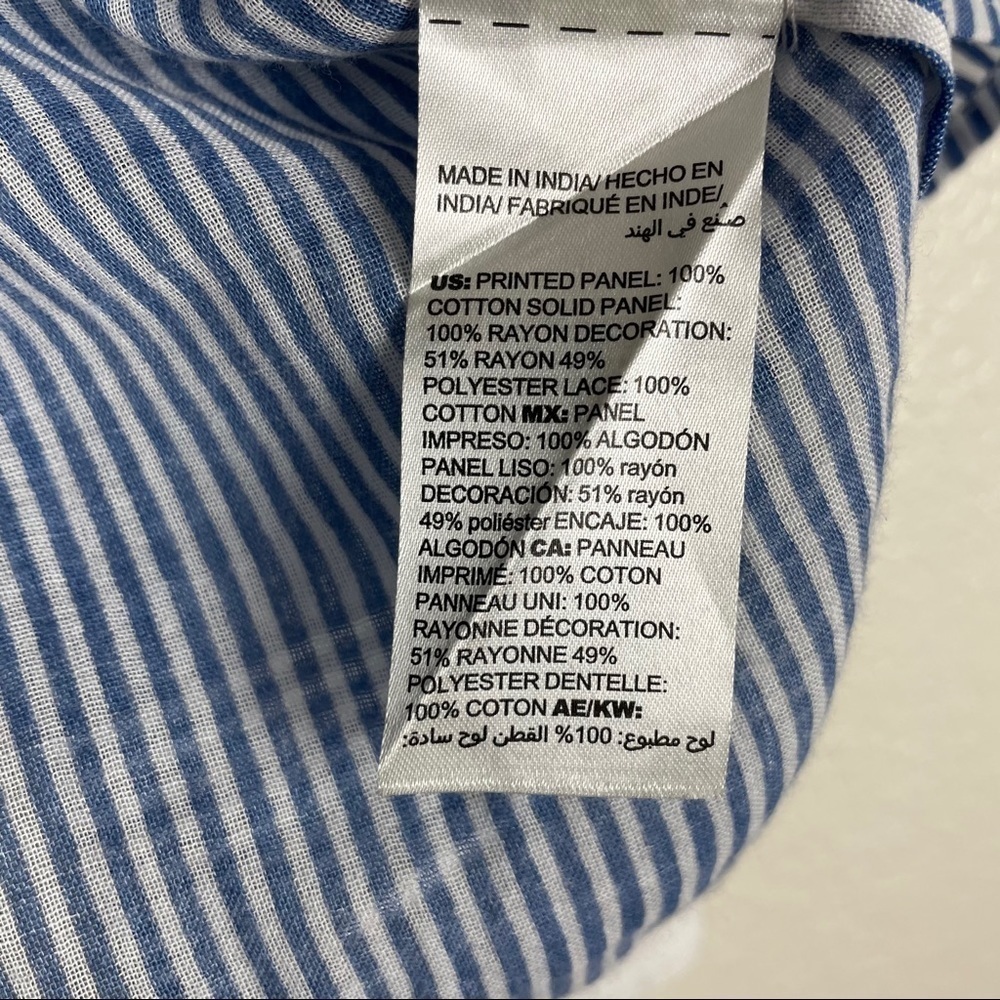 MADE IN INDIA/ HECHO EN
INDIA/ FABRIQUÉ EN INDE/
صنع في الهند
US: PRINTED PANEL: 100%
COTTON SOLID PANEL:
100% RAYON DECORATION:
51% RAYON 49%
POLYESTER LACE: 100%
COTTON MX: PANEL
IMPRESO: 100% ALGODÓN
PANEL LISO: 100% rayón
DECORACIÓN: 51% rayón
49% poliéster ENCAJE: 100%
ALGODÓN CA: PANNEAU
IMPRIMÉ: 100% COTON
PANNEAU UNI: 100%
RAYONNE DÉCORATION:
51% RAYONNE 49%
POLYESTER DENTELLE:
100% COTON AE/KW:
لوح مطبوع: 100% القطن لوح سادة: